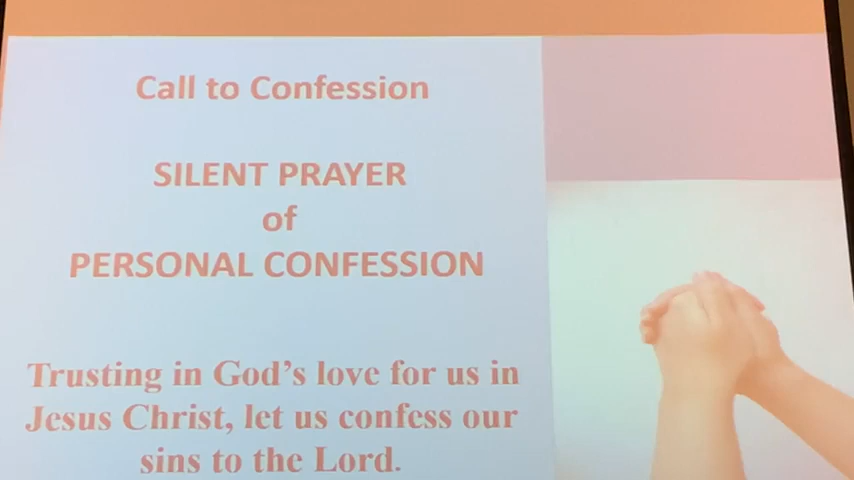 Call to Confession
SILENT PRAYER
of
PERSONAL CONFESSION
Trusting in God's love for us in
Jesus Christ, let us confess our
sins to the Lord.